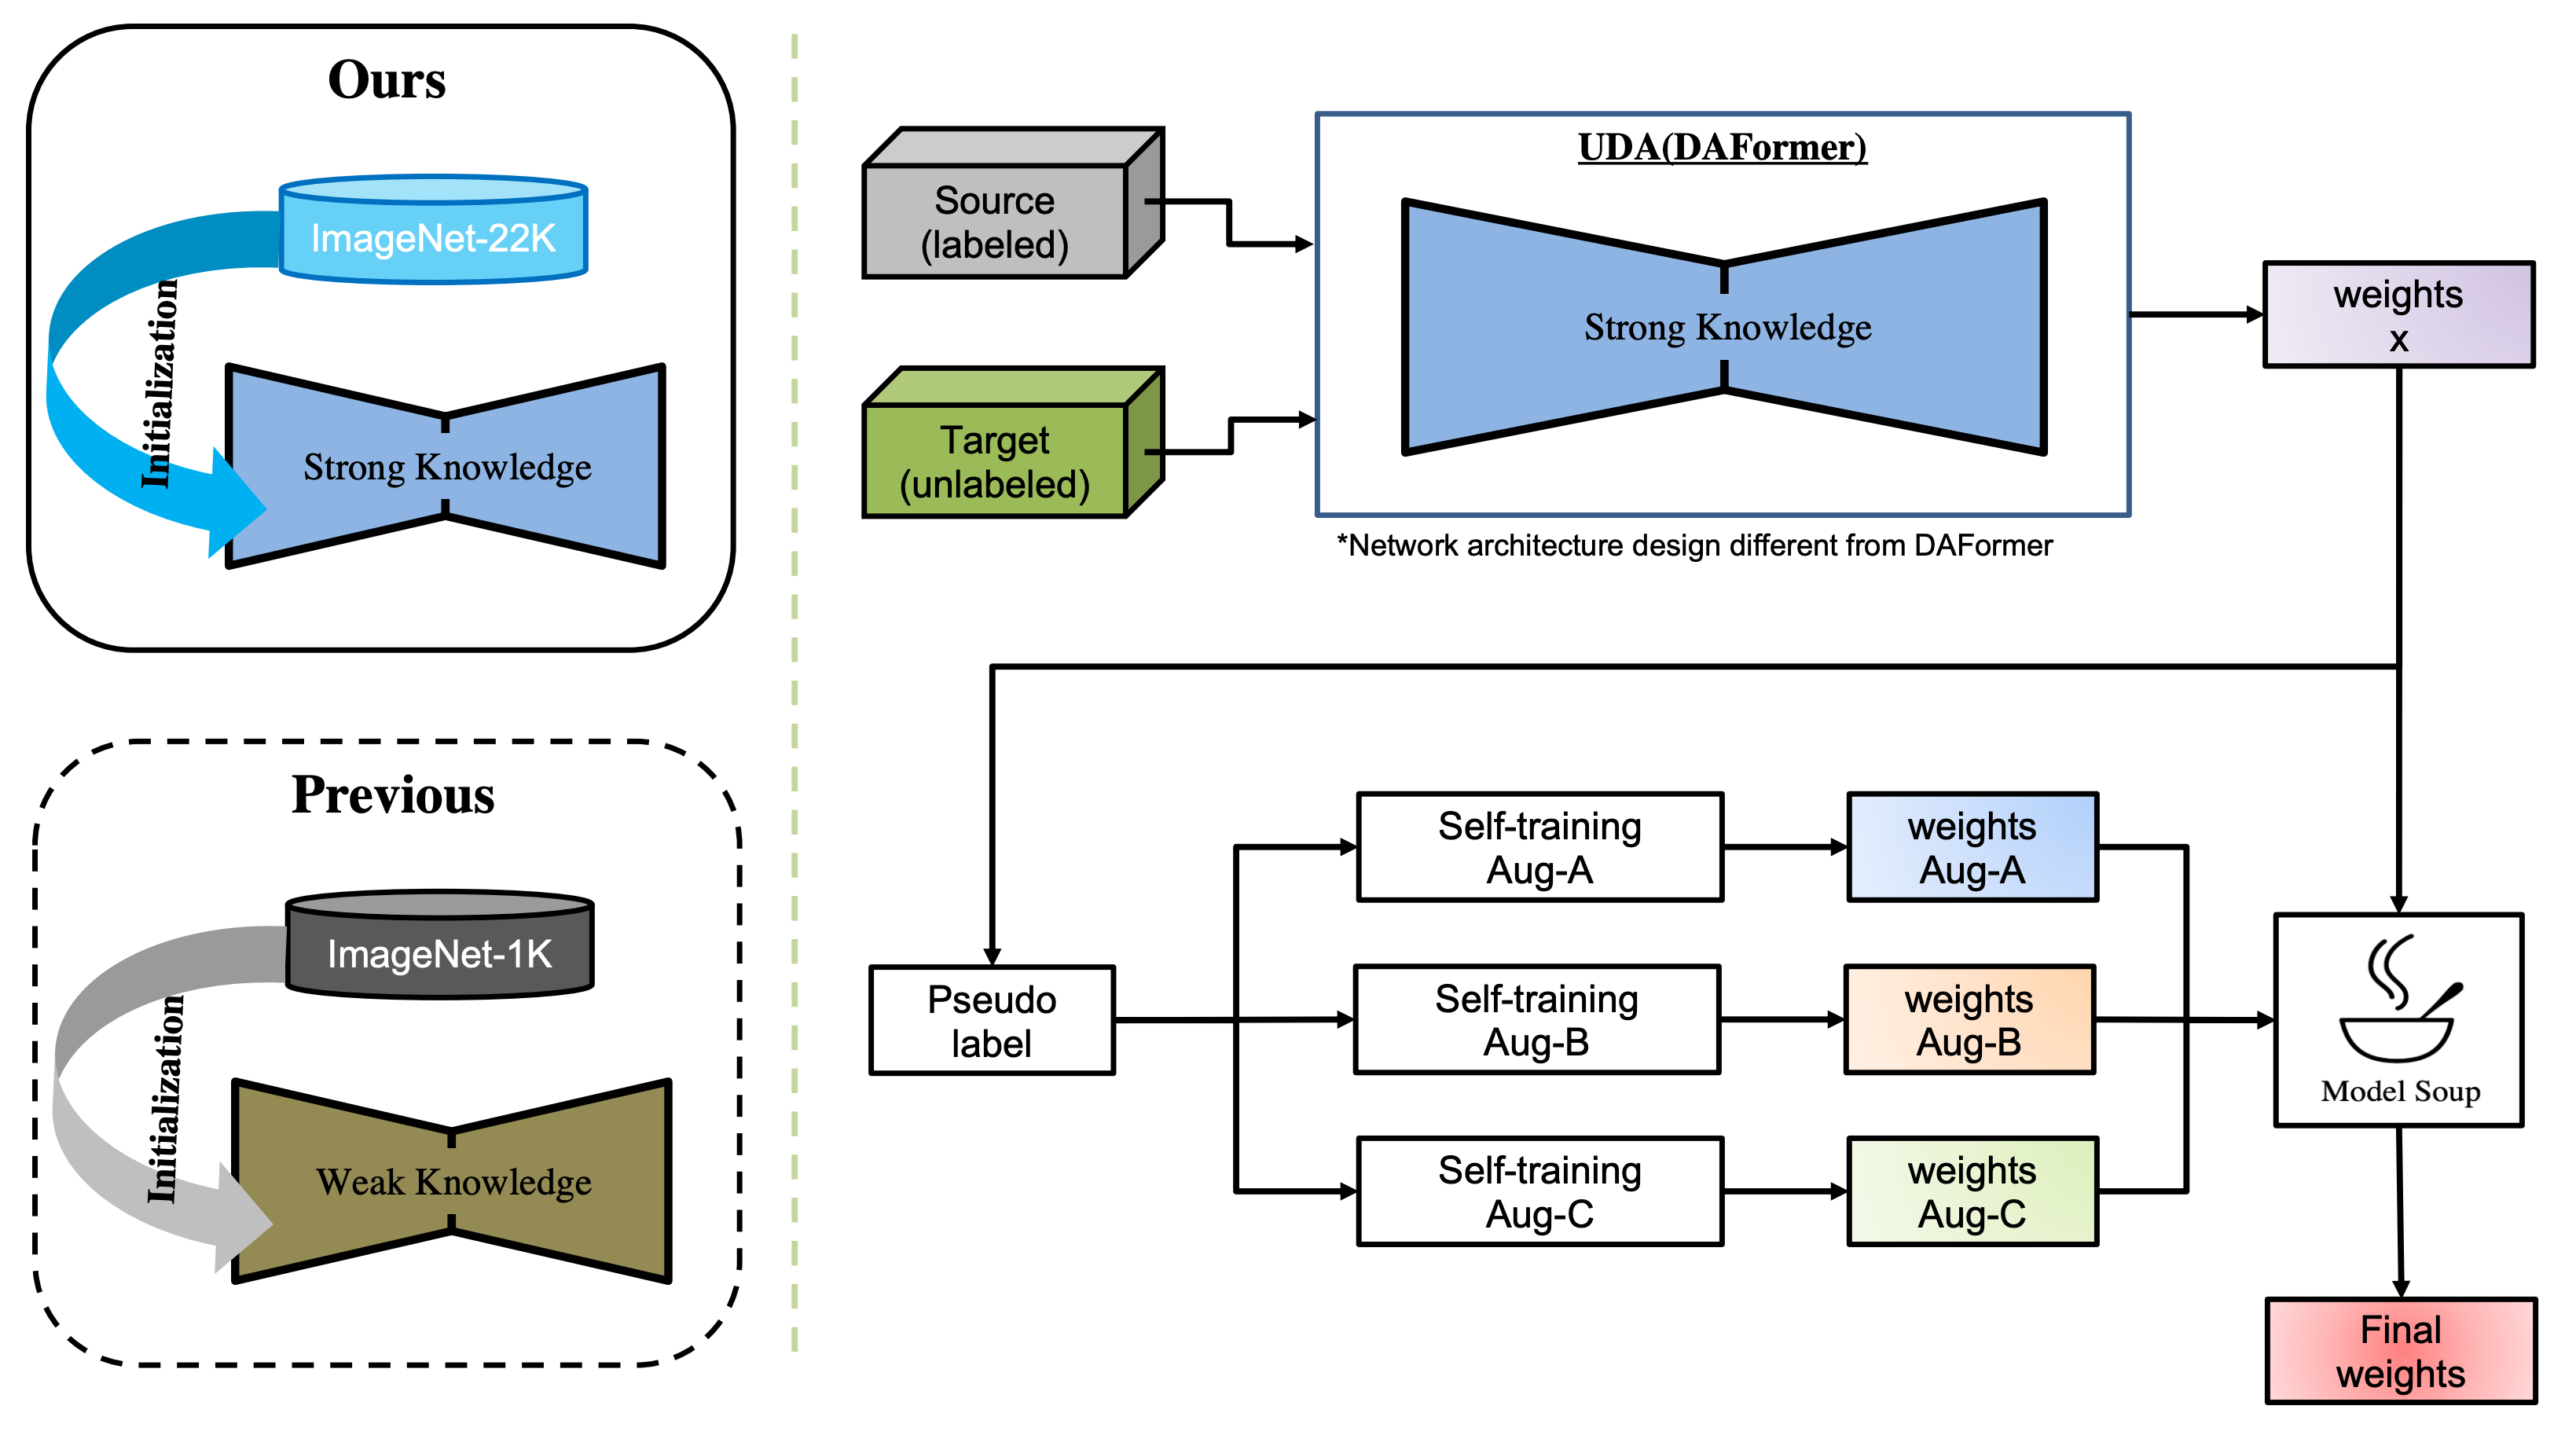 Ours
ImageNet-22K
Initialization
Strong Knowledge
Previous
ImageNet-1K
Initialization
Weak Knowledge
Source
(labeled)
Target
(unlabeled)
UDA(DAFormer)
Strong Knowledge
*Network architecture design different from DAFormer
weights
x
Pseudo
label
Self-training
Aug-A
weights
Aug-A
Self-training
Aug-B
weights
Aug-B
Self-training
Aug-C
weights
Aug-C
Model Soup
Final
weights